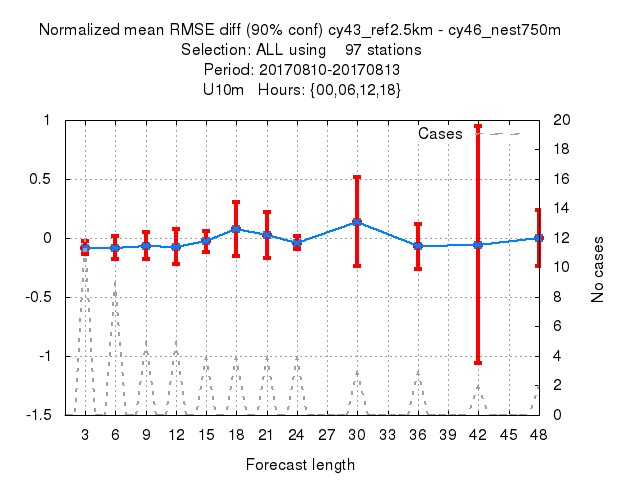 Normalized mean RMSE diff (90% conf) cy43_ref2.5km - cy46_nest750m
Selection: ALL using 97 stations
Period: 20170810-20170813
U10m Hours: {00,06,12,18}
Cases
1
0.5
0
-0.5
-1
-1.5
20
18
16
14
12
10
8
6
4
2
0
No cases
3 6 9 12 15 18 21 24 27 30 33 36 39 42 45 48
Forecast length